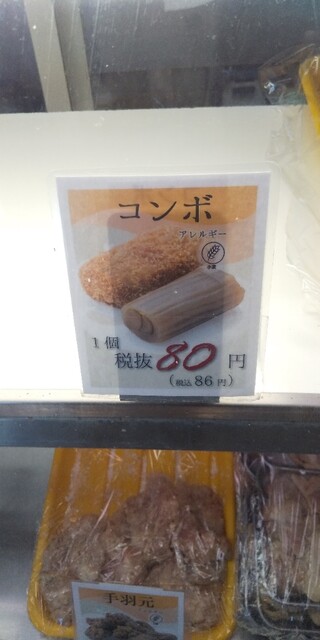 コンボ
アレルギー
小麦
1個
税抜80円
(税込86円)
手羽元